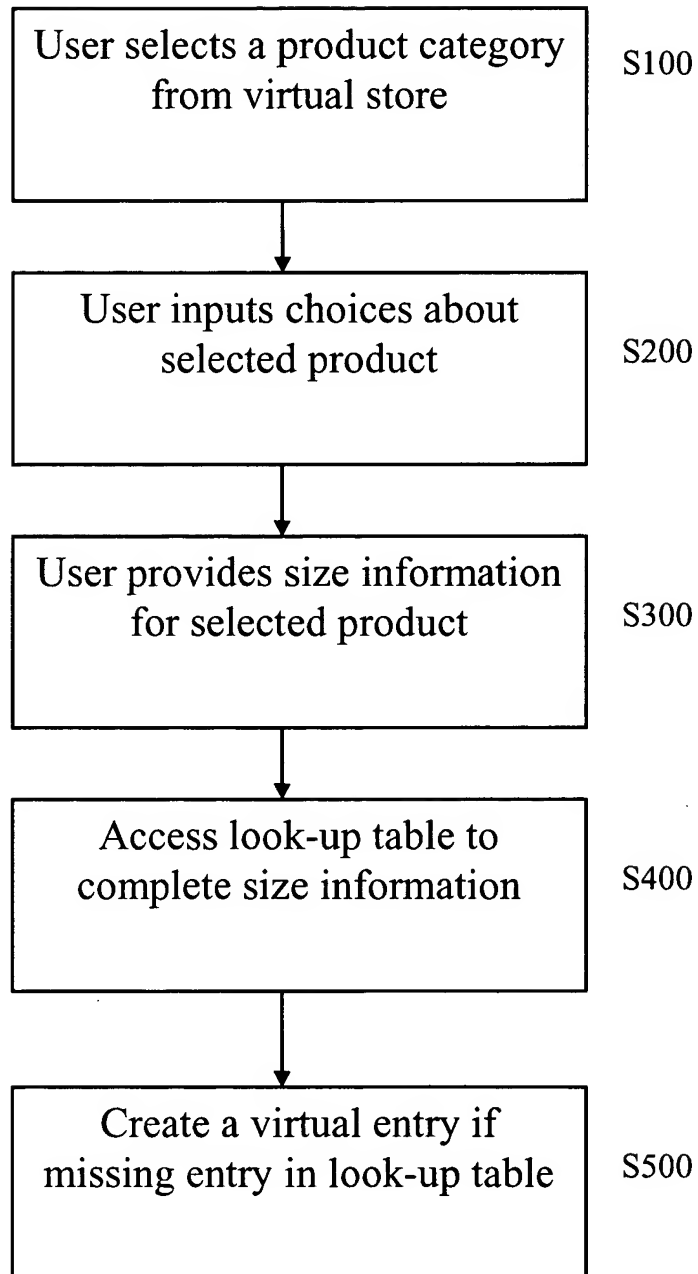 User selects a product category
from virtual store
S100
User inputs choices about
selected product
S200
User provides size information
for selected product
S300
Access look-up table to
complete size information
S400
Create a virtual entry if
missing entry in look-up table
S500